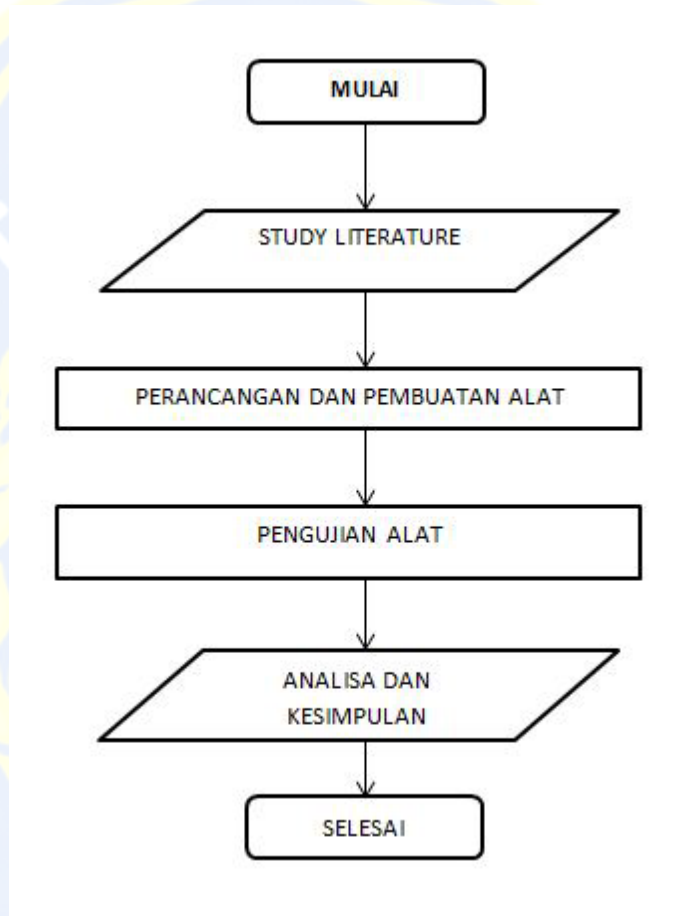 MULAI
STUDY LITERATURE
PERANCANGAN DAN PEMBUATAN ALAT
PENGUJIAN ALAT
ANALISA DAN
KESIMPULAN
SELESAI